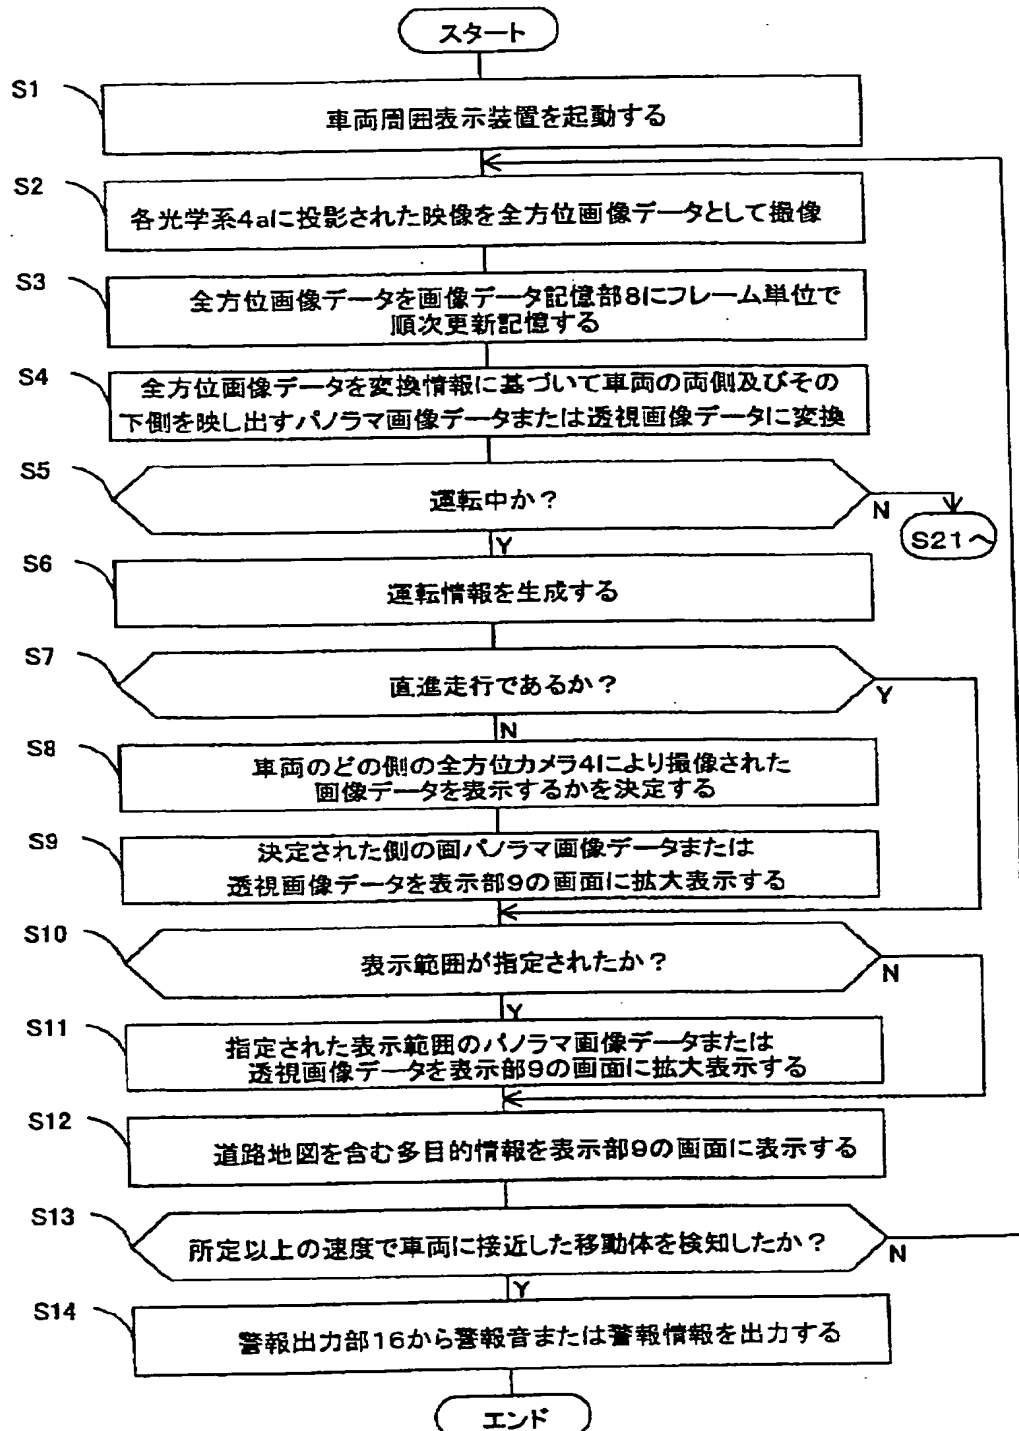 スタート
S1
車両周囲表示装置を起動する
S2
各光学系4aに投影された映像を全方位画像データとして撮像
S3
全方位画像データを画像データ記憶部8にフレーム単位で
順次更新記憶する
S4
全方位画像データを変換情報に基づいて車両の両側及びその
下側を映し出すパノラマ画像データまたは透視画像データに変換
S5
運転中か?
N
S21へ
Y
S6
運転情報を生成する
S7
直進走行であるか?
Y
N
S8
車両のどの側の全方位カメラ4により撮像された
画像データを表示するかを決定する
S9
決定された側の面パノラマ画像データまたは
透視画像データを表示部9の画面に拡大表示する
S10
表示範囲が指定されたか?
N
Y
S11
指定された表示範囲のパノラマ画像データまたは
透視画像データを表示部9の画面に拡大表示する
S12
道路地図を含む多目的情報を表示部9の画面に表示する
S13
所定以上の速度で車両に接近した移動体を検知したか?
N
Y
S14
警報出力部16から警報音または警報情報を出力する
エンド